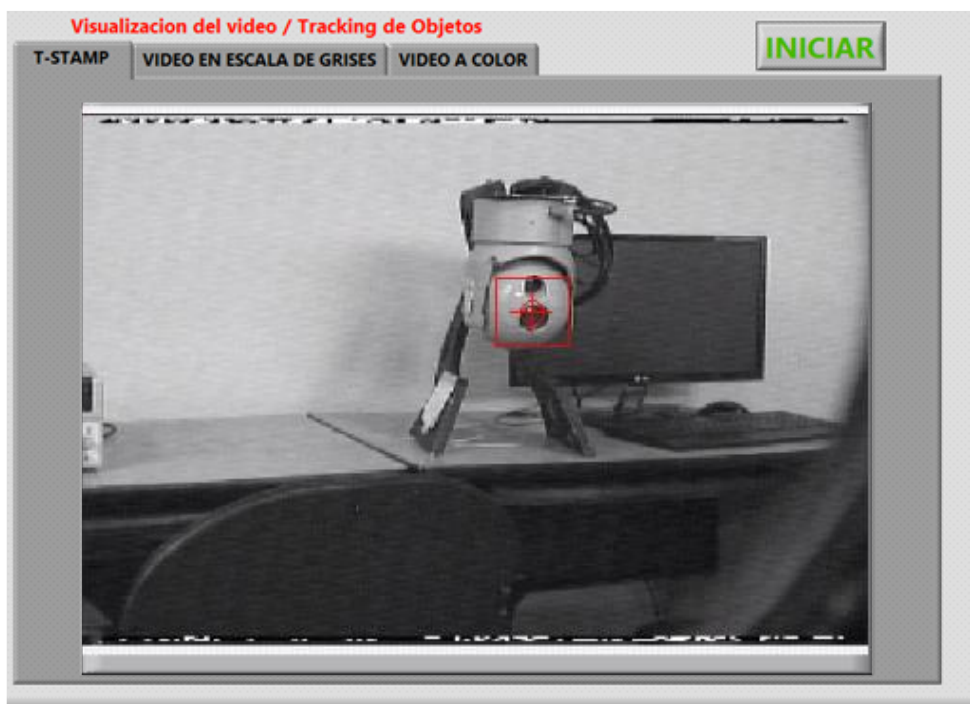 Visualizacion del video / Tracking de Objetos
INICIAR
T-STAMP
VIDEO EN ESCALA DE GRISES
VIDEO A COLOR